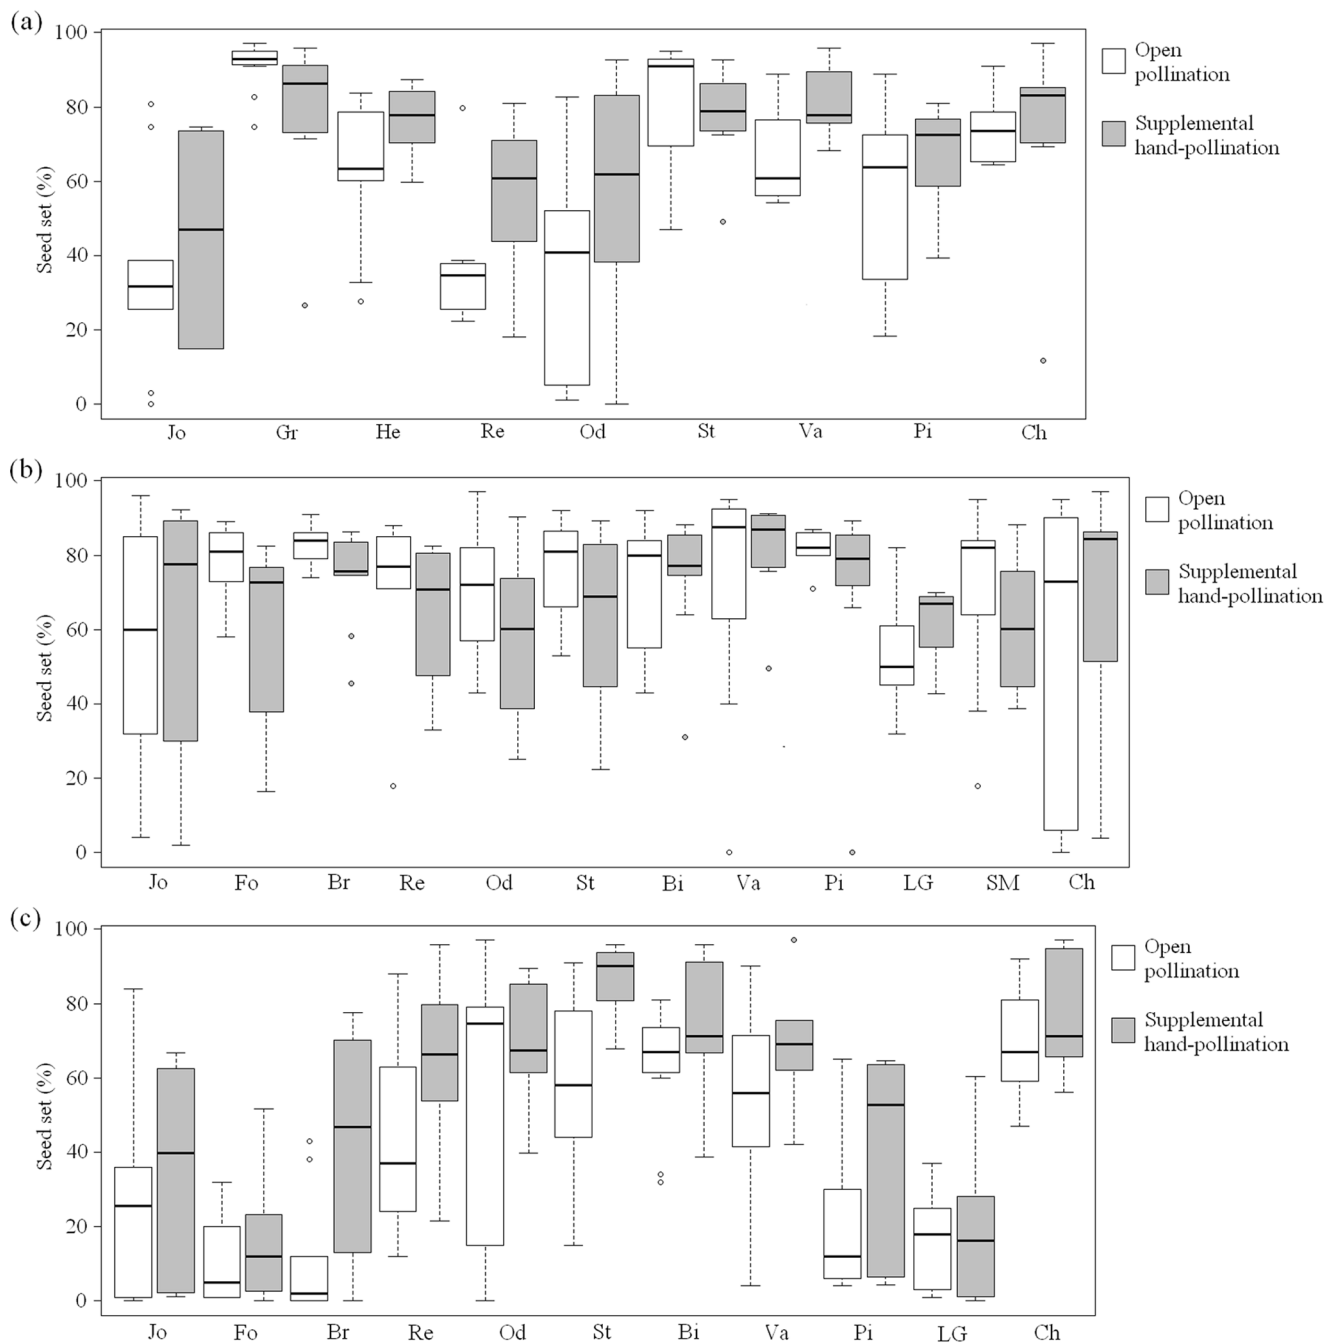 (a)
100
80
60
40
20
0
Seed set (%)
Jo Gr He Re Od St Va Pi Ch
Open
pollination
Supplemental
hand-pollination
(b)
100
80
60
40
20
0
Seed set (%)
Jo Fo Br Re Od St Bi Va Pi LG SM Ch
Open
pollination
Supplemental
hand-pollination
(c)
100
80
60
40
20
0
Seed set (%)
Jo Fo Br Re Od St Bi Va Pi LG Ch
Open
pollination
Supplemental
hand-pollination